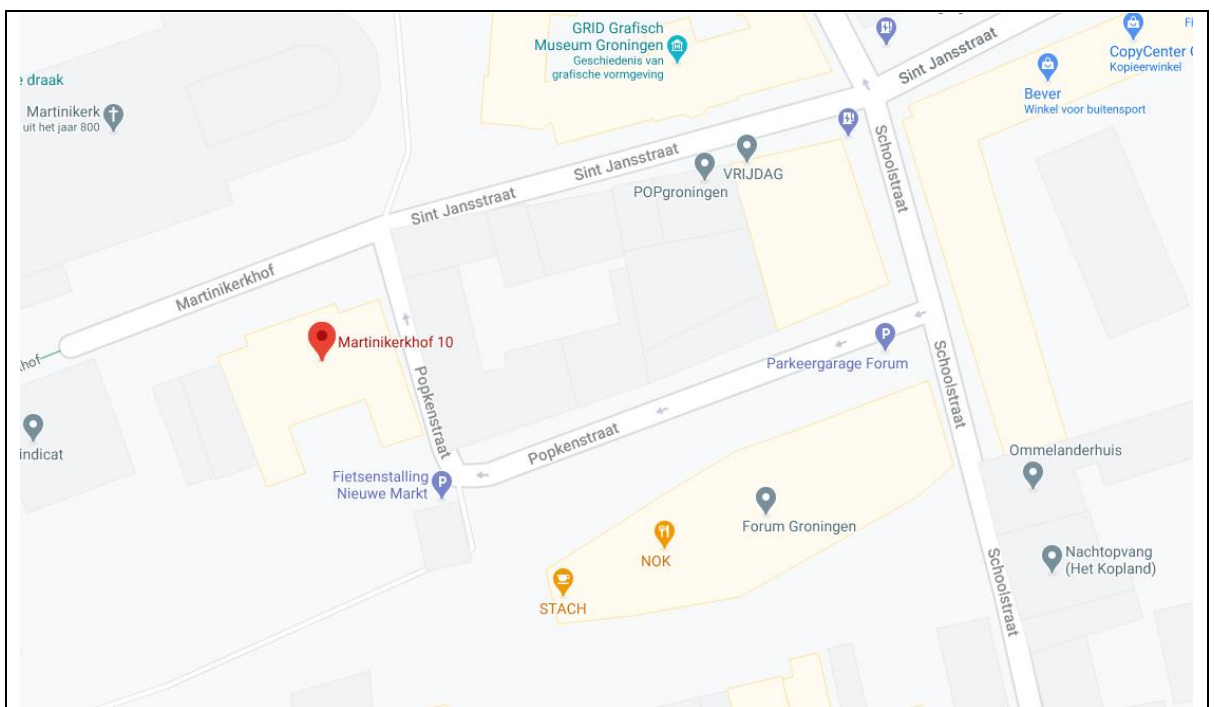 GRID Grafisch
Museum Groningen
Geschiedenis van
grafische vormgeving
Fi
CopyCenter
Kopieerwinkel
Sint Jansstraat
Bever
Winkel voor buitensport
draak
Martinikerk
uit het jaar 800
Schoolstraat
VRIJDAG
POPgroningen
Sint Jansstraat
Sint Jansstraat
Martinikerkhof
Martinikerkhof 10
hof
Parkeergarage Forum
Popkenstraat
Schoolstraat
Popkenstraat
indicat
Ommelanderhuis
Fietsenstalling
Nieuwe Markt
P
P
Forum Groningen
NOK
Nachtopvang
(Het Kopland)
STACH
Schoolstraat